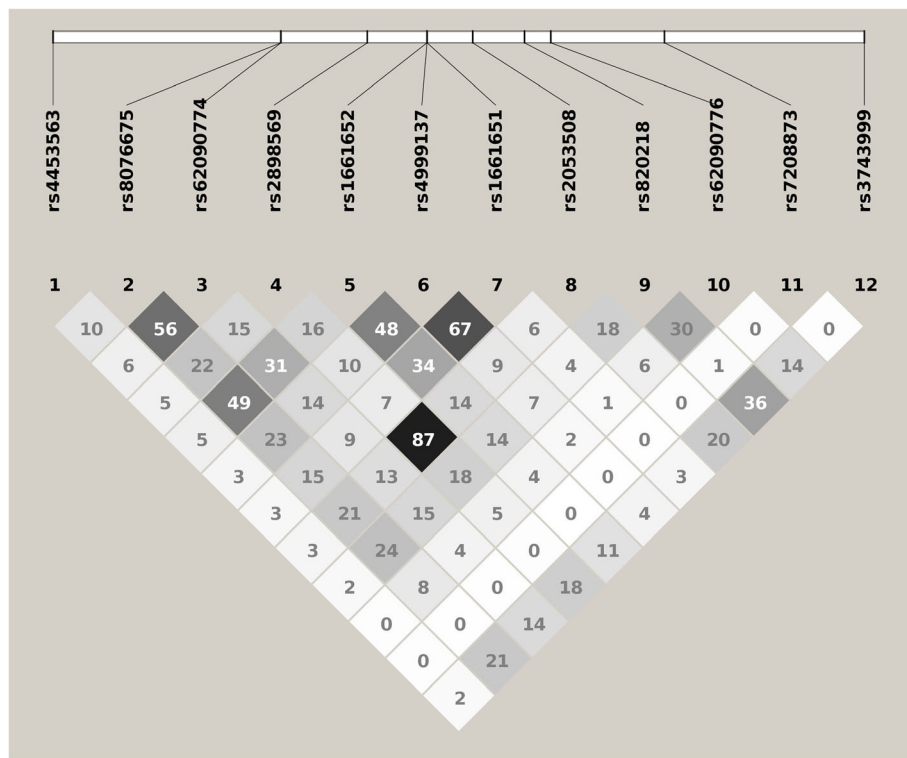 rs4453563
rs8076675
rs62090774
rs2898569
rs1661652
rs4999137
rs1661651
rs2053508
rs820218
rs62090776
rs7208873
rs3743999
1 2 3 4 5 6 7 8 9 10 11 12
10 56 15 16 48 67 6 18 30 0 0
6 22 31 10 34 9 4 6 1 14
5 49 14 7 14 7 1 0 36
5 23 9 87 14 2 0 20
3 15 13 18 4 0 3
3 21 15 5 0 4
3 24 4 0 11
2 8 0 18
0 0 14
0 21
2